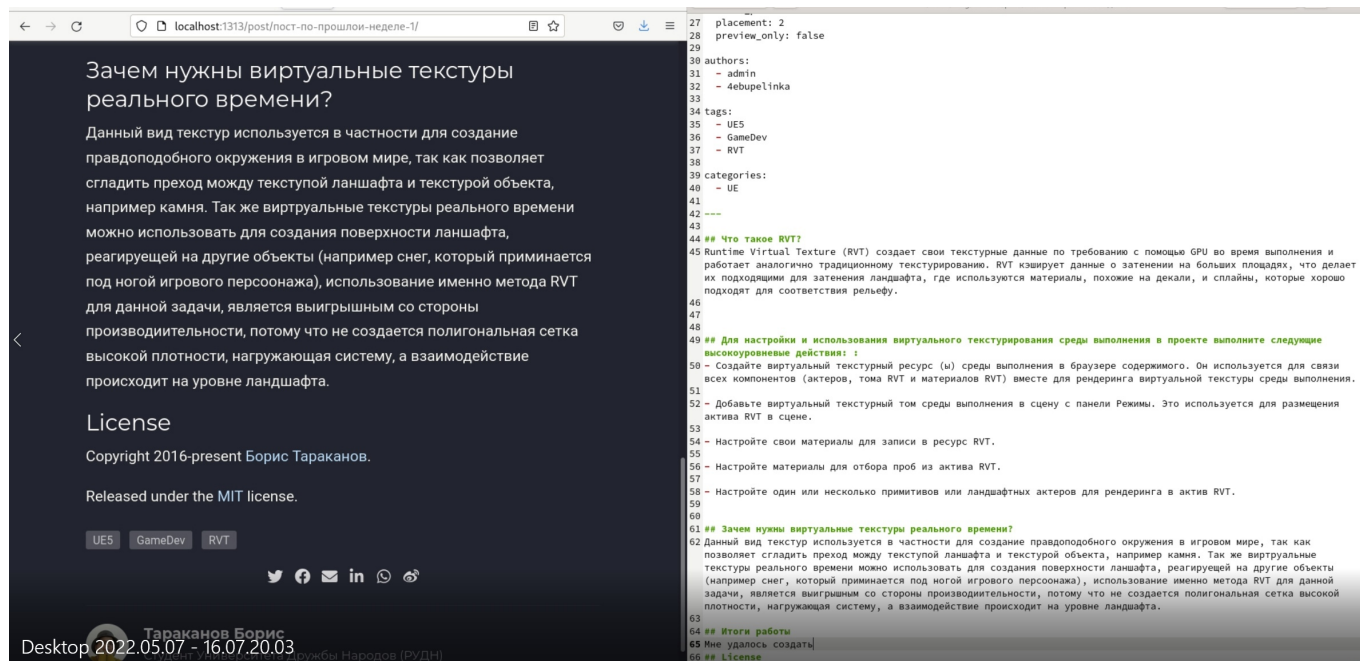 localhost:1313/post/пост-по-прошлои-неделе-1/
Зачем нужны виртуальные текстуры
реального времени?
Данный вид текстур используется в частности для создание
правдоподобного окружения в игровом мире, так как позволяет
сгладить преход можду текступой ланшафта и текстурой объекта,
например камня. Так же виртруальные текстуры реального времени
можно использовать для создания поверхности ланшафта,
реагирующей на другие объекты (например снег, который приминается
под ногой игрового персоонажа), использование именно метода RVT
для данной задачи, является выигрышным со стороны
производиительности, потому что не создается полигональная сетка
высокой плотности, нагружающая систему, а взаимодействие
происходит на уровне ландшафта.
License
Copyright 2016-present Борис Тараканов.
Released under the MIT license.
UE5 GameDev RVT
Тараканов Борис
Студент Университета Дружбы Народов (РУДН)
Desktop 2022.05.07 - 16.07.20.03
27 placement: 2
28 preview_only: false
29
30 authors:
31 - admin
32 - 4ebupelinka
33
34 tags:
35 - UE5
36 - GameDev
37 - RVT
38
39 categories:
40 - UE
41
42 ---
43
44 ## Что такое RVT?
45 Runtime Virtual Texture (RVT) создает свои текстурные данные по требованию с помощью GPU во время выполнения и
работает аналогично традиционному текстурированию. RVT кэширует данные о затенении на больших площадях, что делает
их подходящими для затенения ландшафта, где используются материалы, похожие на декали, и сплайны, которые хорошо
подходят для соответствия рельефу.
46
47
48
49 ## Для настройки и использования виртуального текстурирования среды выполнения в проекте выполните следующие
высокоуровневые действия: :
50 - Создайте виртуальный текстурный ресурс (ы) среды выполнения в браузере содержимого. Он используется для связи
всех компонентов (актеров, тома RVT и материалов RVT) вместе для рендеринга виртуальной текстуры среды выполнения.
51
52 - Добавьте виртуальный текстурный том среды выполнения в сцену с панели Режимы. Это используется для размещения
актива RVT в сцене.
53
54 - Настройте свои материалы для записи в ресурс RVT.
55
56 - Настройте материалы для отбора проб из актива RVT.
57
58 - Настройте один или несколько примитивов или ландшафтных актеров для рендеринга в актив RVT.
59
60
61 ## Зачем нужны виртуальные текстуры реального времени?
62 Данный вид текстур используется в частности для создание правдоподобного окружения в игровом мире, так как
позволяет сгладить преход можду текступой ланшафта и текстурой объекта, например камня. Так же виртруальные
текстуры реального времени можно использовать для создания поверхности ланшафта, реагирующей на другие объекты
(например снег, который приминается под ногой игрового персоонажа), использование именно метода RVT для данной
задачи, является выигрышным со стороны производиительности, потому что не создается полигональная сетка высокой
плотности, нагружающая систему, а взаимодействие происходит на уровне ландшафта.
63
64 ## Итоги работы
65 Мне удалось создать
66 ## License